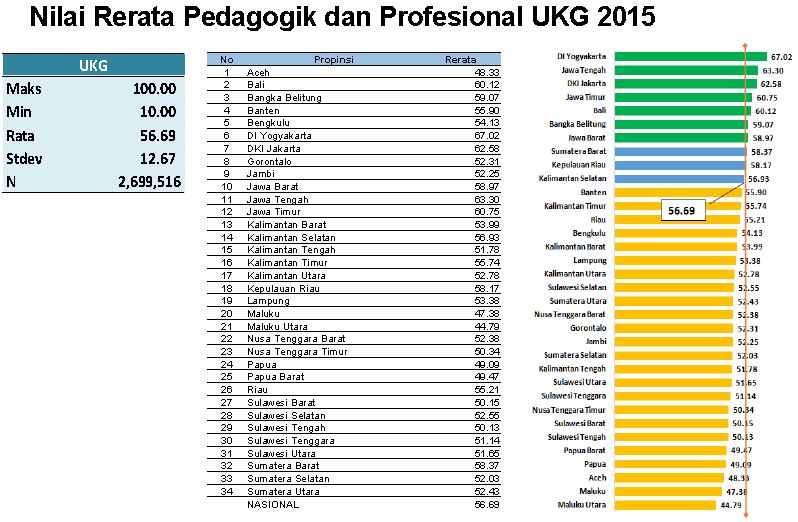 Nilai Rerata Pedagogik dan Profesional UKG 2015
UKG
Maks 100.00
Min 10.00
Rata 56.69
Stdev 12.67
N 2,699,516
No Propinsi Rerata
1 Aceh 48.33
2 Bali 60.12
3 Bangka Belitung 59.07
4 Banten 55.90
5 Bengkulu 54.13
6 DI Yogyakarta 67.02
7 DKI Jakarta 62.58
8 Gorontalo 52.31
9 Jambi 52.25
10 Jawa Barat 58.97
11 Jawa Tengah 63.30
12 Jawa Timur 60.75
13 Kalimantan Barat 53.99
14 Kalimantan Selatan 56.93
15 Kalimantan Tengah 51.78
16 Kalimantan Timur 55.74
17 Kalimantan Utara 52.78
18 Kepulauan Riau 58.17
19 Lampung 53.38
20 Maluku 47.38
21 Maluku Utara 44.79
22 Nusa Tenggara Barat 52.38
23 Nusa Tenggara Timur 50.34
24 Papua 49.09
25 Papua Barat 49.47
26 Riau 55.21
27 Sulawesi Barat 50.15
28 Sulawesi Selatan 52.55
29 Sulawesi Tengah 50.13
30 Sulawesi Tenggara 51.14
31 Sulawesi Utara 51.65
32 Sumatera Barat 58.37
33 Sumatera Selatan 52.03
34 Sumatera Utara 52.43
NASIONAL 56.69
DI Yogyakarta 67.02
Jawa Tengah 63.30
DKI Jakarta 62.58
Jawa Timur 60.75
Bali 60.12
Bangka Belitung 59.07
Jawa Barat 58.97
Sumatera Barat 58.37
Kepulauan Riau 58.17
Kalimantan Selatan 56.93
Banten 55.90
Kalimantan Timur 55.74
56.69
Riau 55.21
Bengkulu 54.13
Kalimantan Barat 53.99
Lampung 53.38
Kalimantan Utara 52.78
Sulawesi Selatan 52.55
Sumatera Utara 52.43
Nusa Tenggara Barat 52.38
Gorontalo 52.31
Jambi 52.25
Sumatera Selatan 52.03
Kalimantan Tengah 51.78
Sulawesi Utara 51.65
Sulawesi Tenggara 51.14
Nusa Tenggara Timur 50.34
Sulawesi Barat 50.15
Sulawesi Tengah 50.13
Papua Barat 49.47
Papua 49.09
Aceh 48.33
Maluku 47.38
Maluku Utara 44.79